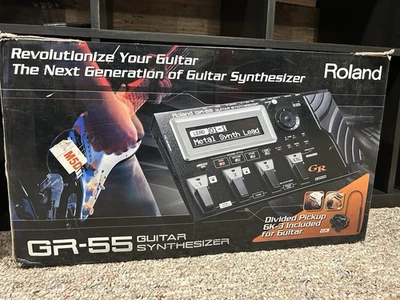 Revolutionize Your Guitar
The Next Generation of Guitar Synthesizer
Roland
Metal Synth Lead
GR
GR-55 GUITAR
SYNTHESIZER
Divided Pickup
GK-3 Included
for Guitar